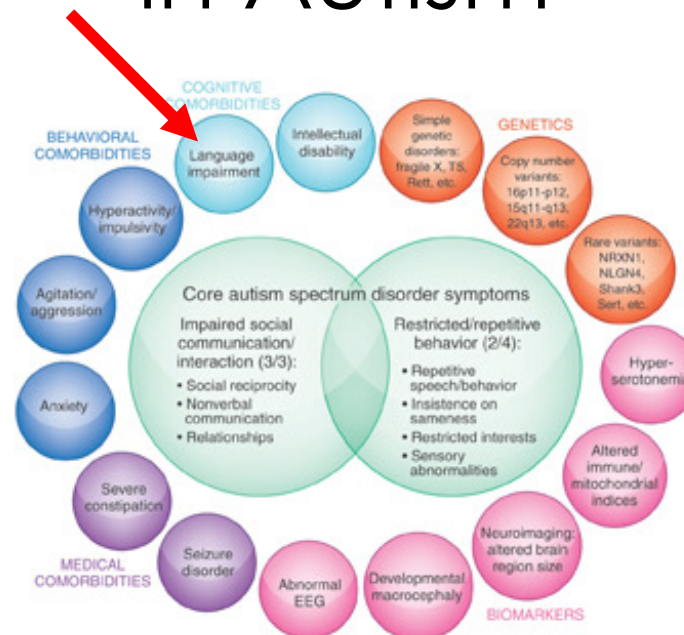 in Autism
COGNITIVE
COMORBIDITIES
BEHAVIORAL
COMORBIDITIES
Language
impairment
Intellectual
disability
Simple
genetic
disorders:
fragile X, TS,
Rett, etc.
GENETICS
Copy number
variants:
16p11-p12,
15q11-q13,
22q13, etc.
Rare variants:
NRXN1,
NLGN4,
Shank3,
Sert, etc.
Hyperactivity/
impulsivity
Agitation/
aggression
Anxiety
Core autism spectrum disorder symptoms
Impaired social
communication/
interaction (3/3):
• Social reciprocity
• Nonverbal
communication
• Relationships
Restricted/repetitive
behavior (2/4):
• Repetitive
speech/behavior
• Insistence on
sameness
• Restricted interests
• Sensory
abnormalities
Hyper-
serotonemi
Altered
immune/
mitochondrial
indices
Neuroimaging:
altered brain
region size
BIOMARKERS
Developmental
macrocephaly
Abnormal
EEG
Seizure
disorder
Severe
constipation
MEDICAL
COMORBIDITIES